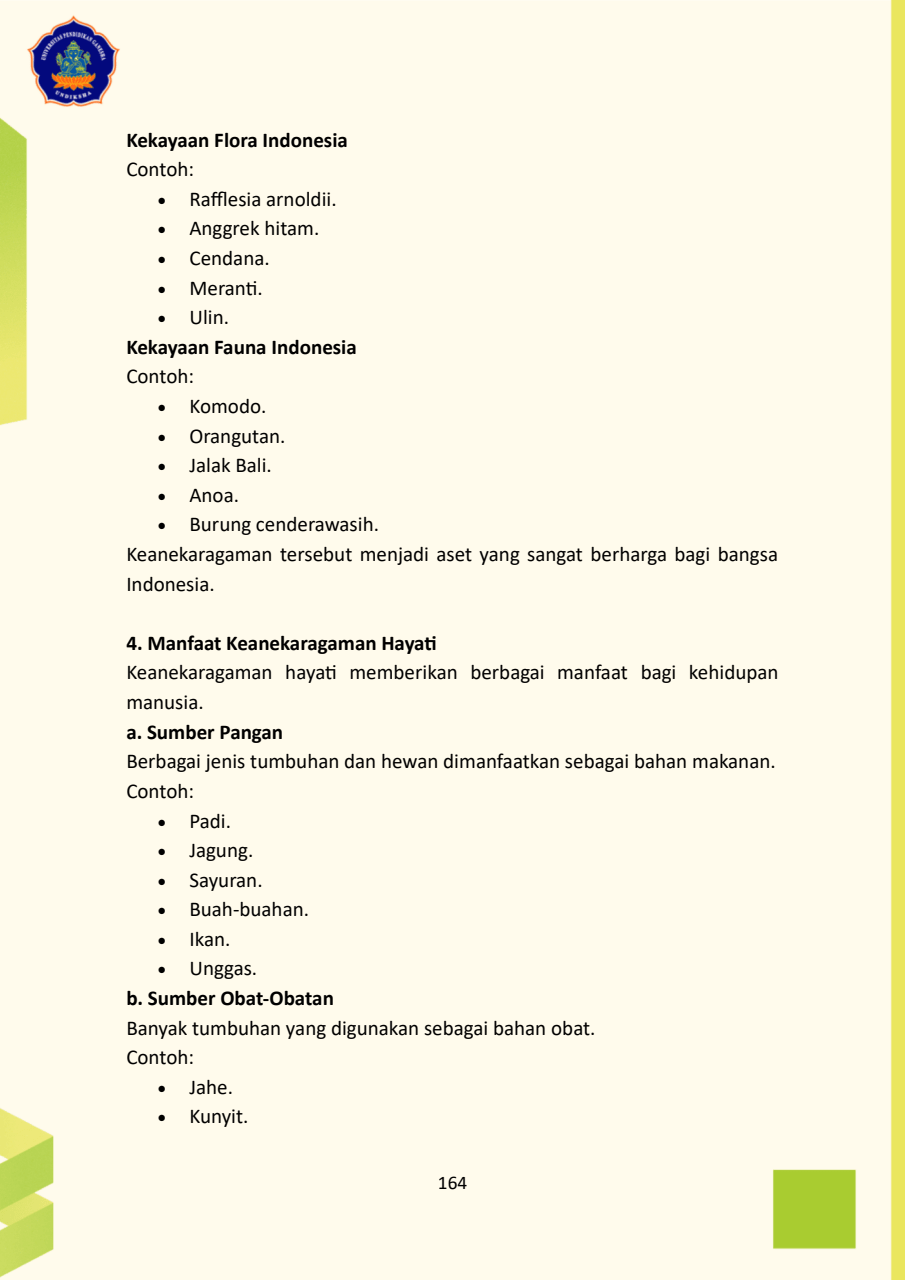 UNIVERSITAS PENDIDIKAN GANESHA
UNDIKSHA
Kekayaan Flora Indonesia
Contoh:
• Rafflesia arnoldii.
• Anggrek hitam.
• Cendana.
• Meranti.
• Ulin.
Kekayaan Fauna Indonesia
Contoh:
• Komodo.
• Orangutan.
• Jalak Bali.
• Anoa.
• Burung cenderawasih.
Keanekaragaman tersebut menjadi aset yang sangat berharga bagi bangsa
Indonesia.
4. Manfaat Keanekaragaman Hayati
Keanekaragaman hayati memberikan berbagai manfaat bagi kehidupan
manusia.
a. Sumber Pangan
Berbagai jenis tumbuhan dan hewan dimanfaatkan sebagai bahan makanan.
Contoh:
• Padi.
• Jagung.
• Sayuran.
• Buah-buahan.
• Ikan.
• Unggas.
b. Sumber Obat-Obatan
Banyak tumbuhan yang digunakan sebagai bahan obat.
Contoh:
• Jahe.
• Kunyit.
164